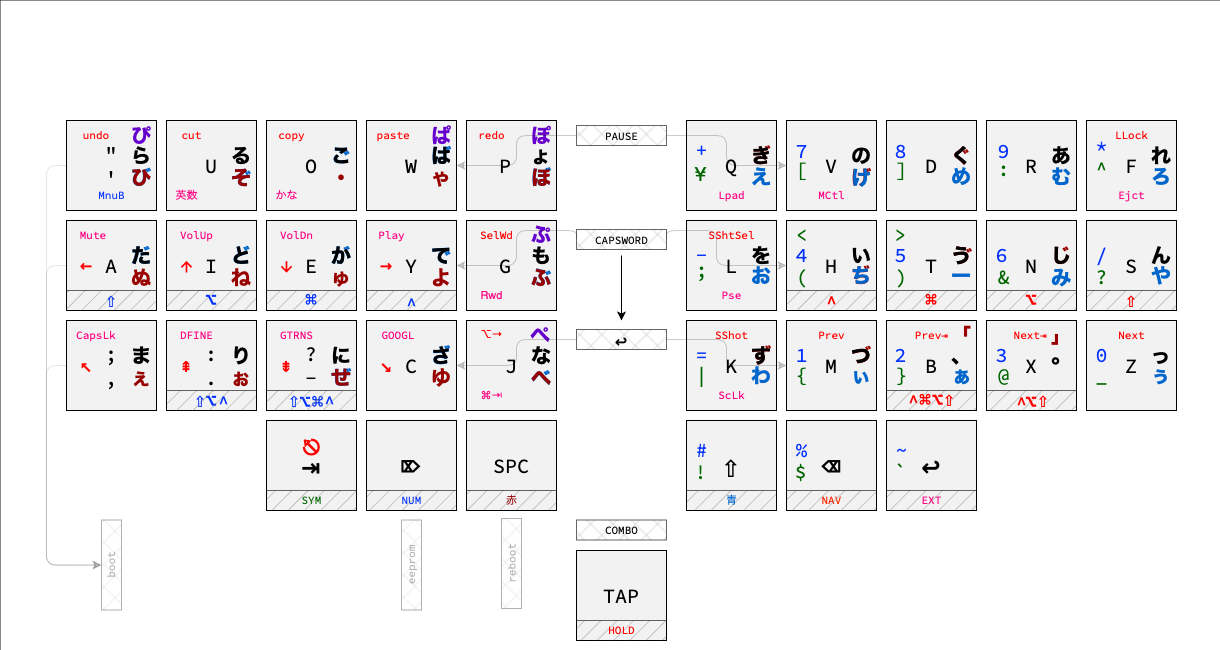 undo ぴ
" ら
' び
MnuB
cut
U る
ぞ
英数
copy
O こ゛
・
かな
paste ぱ
W ば
ゃ
redo ぽ
P ょ
ぼ
PAUSE
+ ぎ
¥ Q え
Lpad
7 の
[ V げ
MCtl
8 ぐ
] D め
9 あ
: R む
LLock
* れ
^ F ろ
Ejct
Mute
← A だ
ぬ
⇧
VolUp
↑ I ど
ね
⌥
VolDn
↓ E が
ゅ
⌘
Play
→ Y で
よ
^
SelWd ぷ
G も
ぶ
Rwd
CAPSWORD
SShtSel
- を
; L お
Pse
<
4 い
( H ぢ
^
>
5 ゔ
) T ー
⌘
6 じ
& N み
⌥
/ ん
? S や
⇧
CapsLk
↖ ; ま
, ぇ
DFINE
⇞ : り
. ぉ
⇧⌥^
GTRNS
⇟ ? に
_ ぜ
⇧⌥⌘^
GOOGL
↘ C ざ
ゆ
⌥→ ぺ
J な
べ
⌘⇥
↩
SShot
= ず
| K わ
ScLk
Prev
1 づ
{ M ぃ
Prev⇥ 『
2 、
} B ぁ
^⌘⌥⇧
Next⇥ 』
3 X 。
@
^⌥⇧
Next
0 っ
_ Z ぅ
⇥
SYM
⌦
NUM
SPC
赤
# ⇧
!
青
% ⌫
$
NAV
~ ↩
`
EXT
boot
eeprom
reboot
COMBO
TAP
HOLD